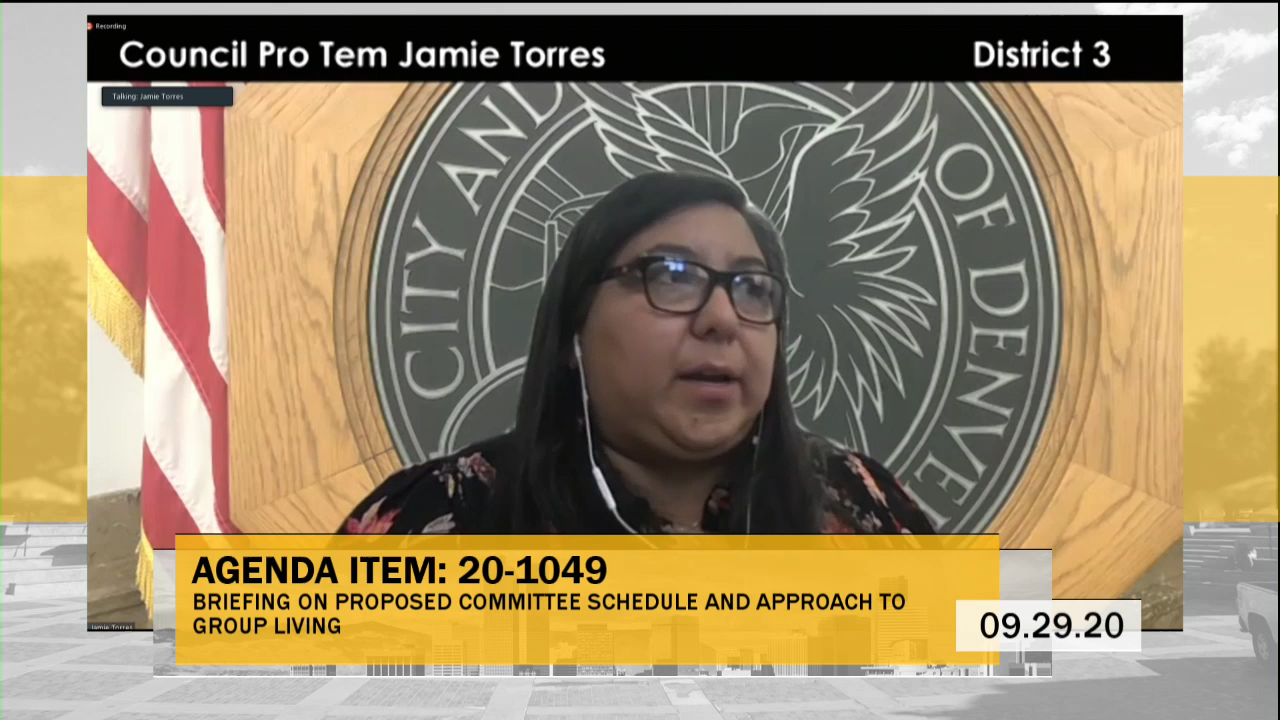 Recording
Council Pro Tem Jamie Torres
District 3
Talking: Jamie Torres
CITY AND
OF DENVER
AGENDA ITEM: 20-1049
BRIEFING ON PROPOSED COMMITTEE SCHEDULE AND APPROACH TO
GROUP LIVING
09.29.20
Jamie Torres